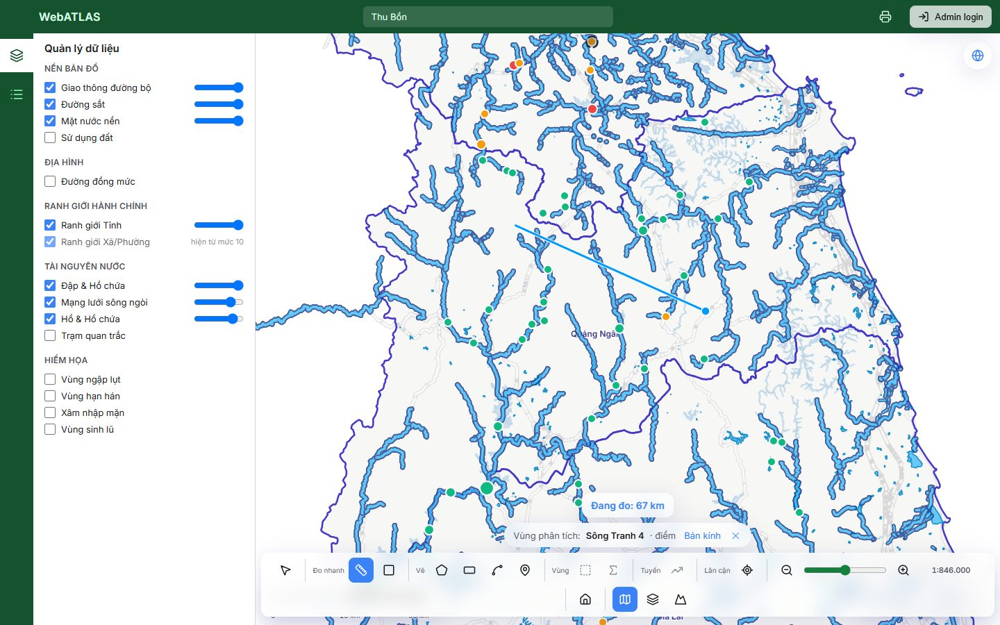 WebATLAS
Thu Bồn
Admin login
Quản lý dữ liệu
NỀN BẢN ĐỒ
Giao thông đường bộ
Đường sắt
Mặt nước nền
Sử dụng đất
ĐỊA HÌNH
Đường đồng mức
RANH GIỚI HÀNH CHÍNH
Ranh giới Tỉnh
Ranh giới Xã/Phường hiện từ mức 10
TÀI NGUYÊN NƯỚC
Đập & Hồ chứa
Mạng lưới sông ngòi
Hồ & Hồ chứa
Trạm quan trắc
HIỂM HỌA
Vùng ngập lụt
Vùng hạn hán
Xâm nhập mặn
Vùng sinh lũ
Quảng Ngãi
Đang đo: 67 km
Vùng phân tích: Sông Tranh 4 · điểm Bán kính
Đo nhanh Vẽ Vùng Tuyến Lân cận 1:846.000
Gia Lai